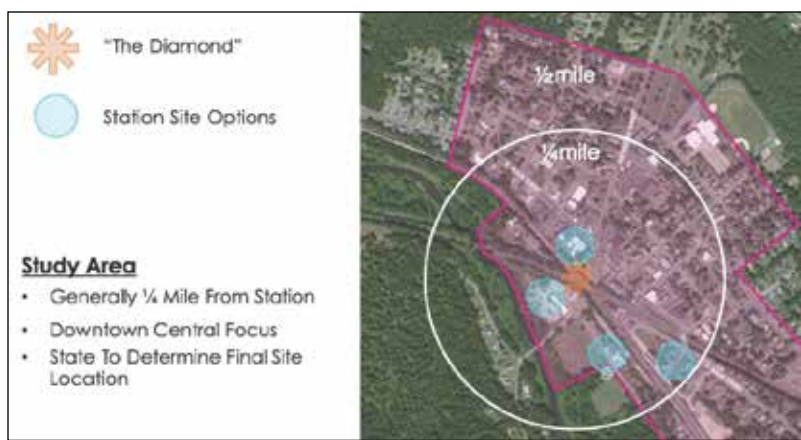 "The Diamond"
Station Site Options
Study Area
• Generally ¼ Mile From Station
• Downtown Central Focus
• State To Determine Final Site
Location
½ mile
¼ mile